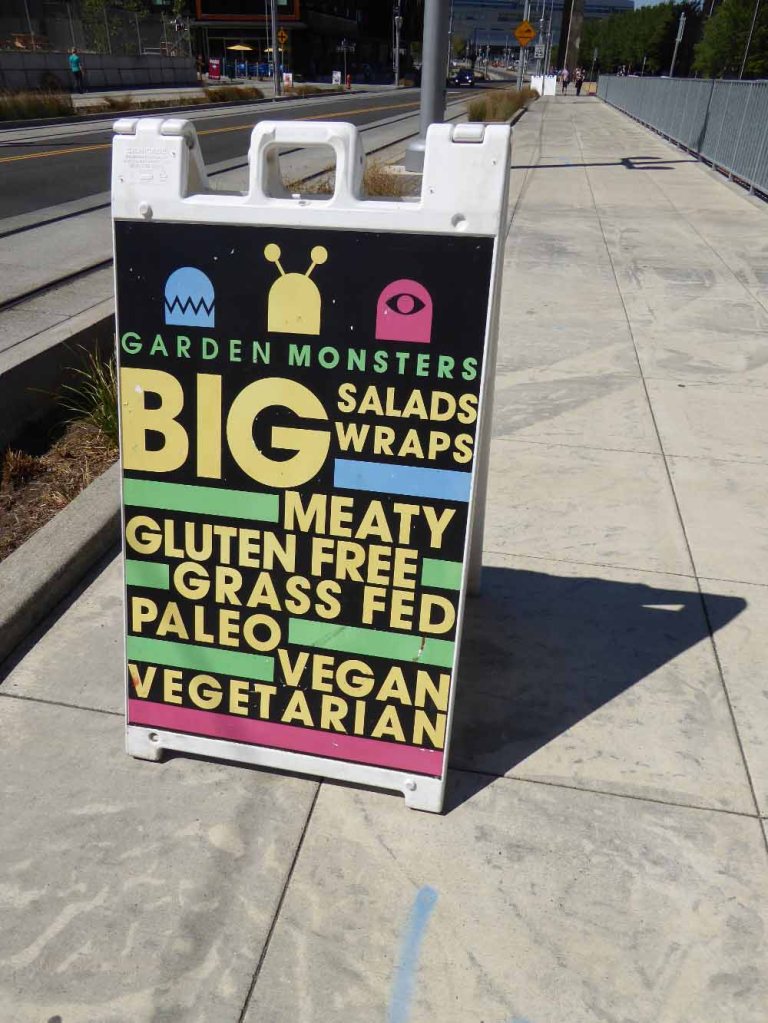 GARDEN MONSTERS
BIG
SALADS
WRAPS
MEATY
GLUTEN FREE
GRASS FED
PALEO
VEGAN
VEGETARIAN